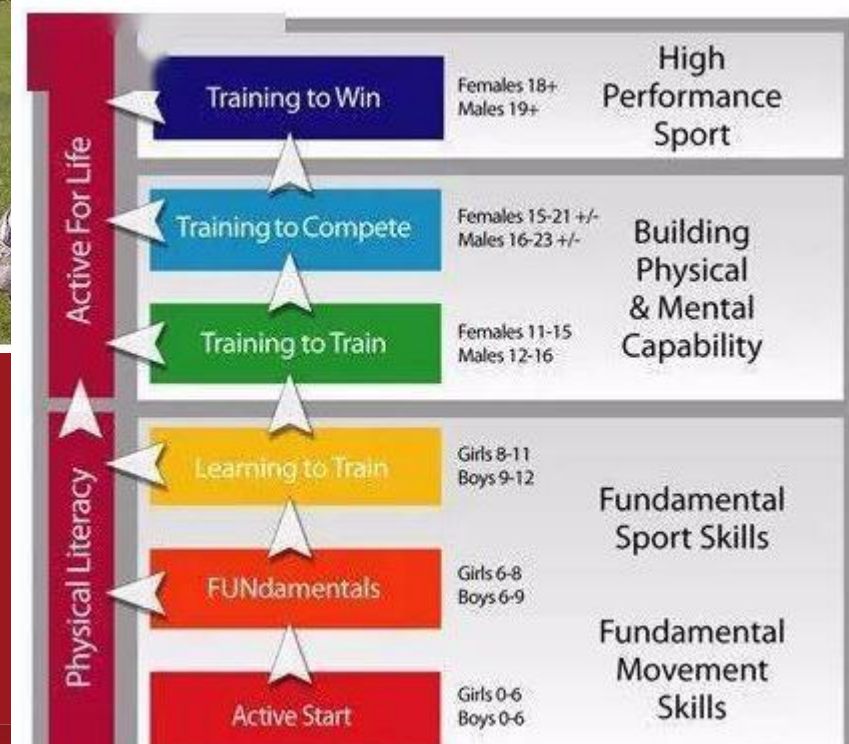 Training to Win
Females 18+
Males 19+
High
Performance
Sport
Active For Life
Training to Compete
Females 15-21 +/-
Males 16-23 +/-
Building
Physical
& Mental
Capability
Training to Train
Females 11-15
Males 12-16
Physical Literacy
Learning to Train
Girls 8-11
Boys 9-12
Fundamental
Sport Skills
FUNdamentals
Girls 6-8
Boys 6-9
Fundamental
Movement
Skills
Active Start
Girls 0-6
Boys 0-6